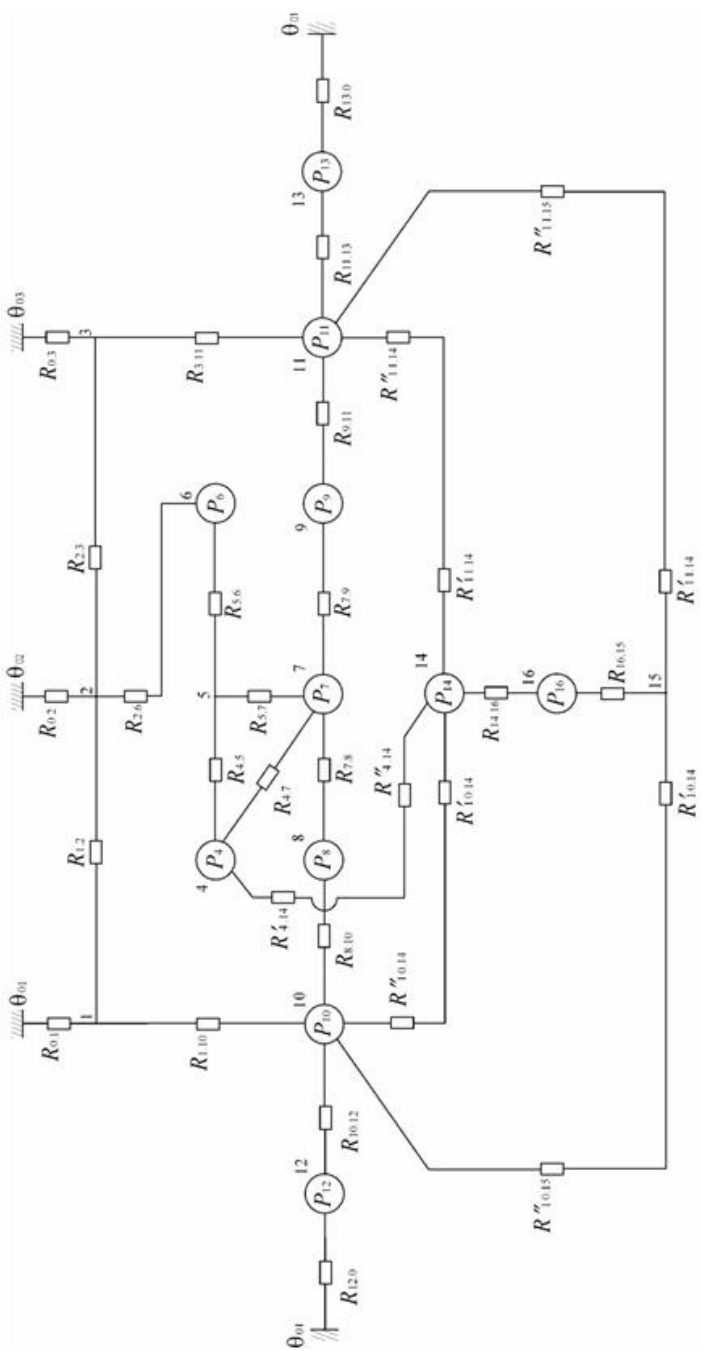 θ01
θ02
θ03
R0.1
R0.2
R0.3
1
2
3
R1.2
R2.3
R2.6
R1.10
R3.11
4
P4
R4.5
5
R5.6
6
P6
R4.7
R5.7
R'4.14
R"4.14
θ01
R12.0
12
P12
R10.12
10
P10
R8.10
8
P8
R7.8
7
P7
R7.9
9
P9
R9.11
11
P11
R11.13
13
P13
R13.0
θ01
R"10.14
R'10.14
14
P14
R'11.14
R"11.14
R14.16
16
P16
R16.15
15
R"10.15
R'10.14
R'11.14
R"11.15